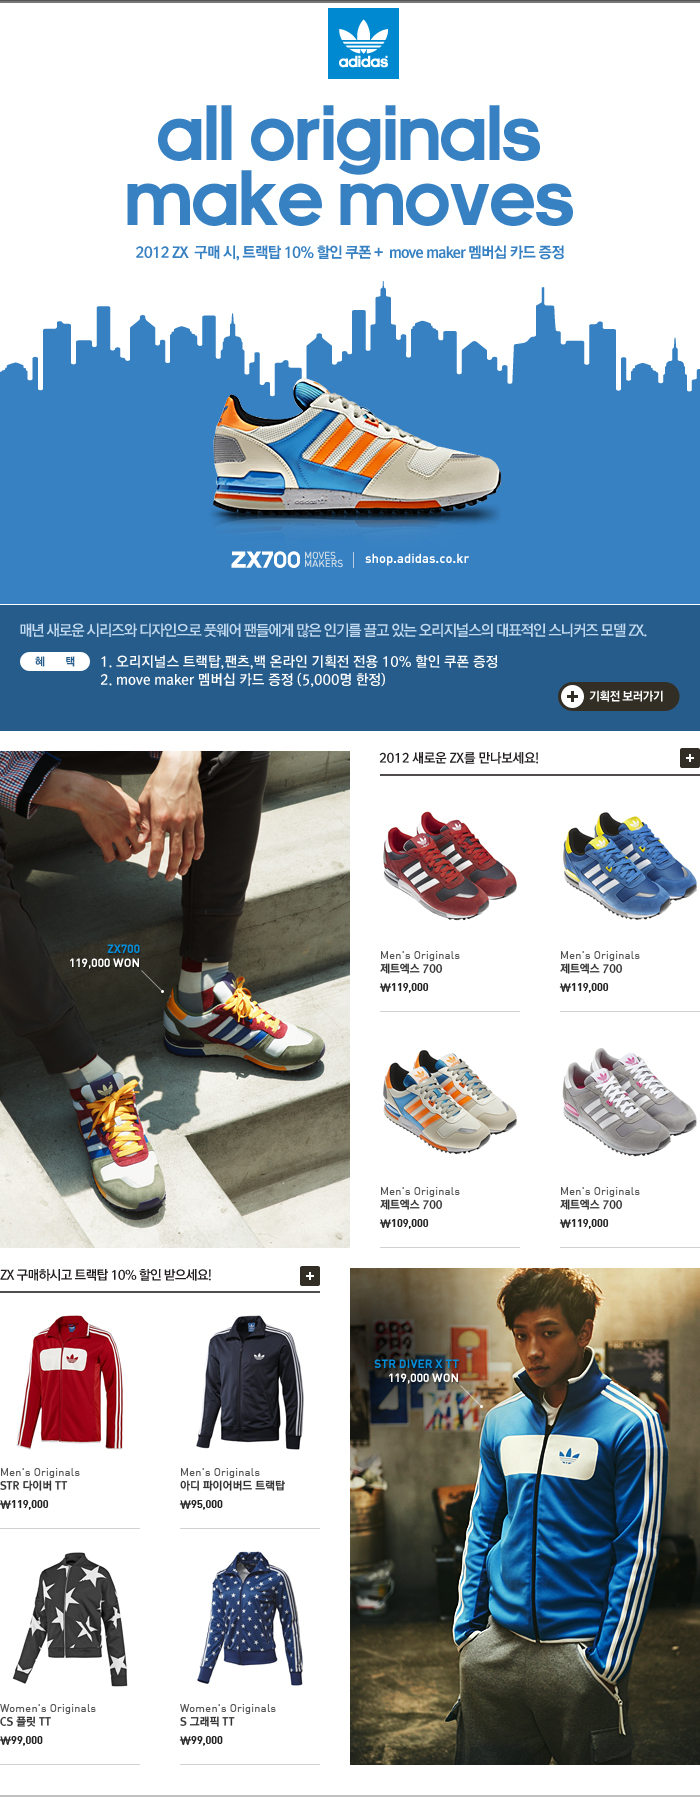 adidas
all originals
make moves
2012 ZX 구매 시, 트랙탑 10% 할인 쿠폰 + move maker 멤버십 카드 증정
ZX700 MOVES MAKERS | shop.adidas.co.kr
매년 새로운 시리즈와 디자인으로 풋웨어 팬들에게 많은 인기를 끌고 있는 오리지널스의 대표적인 스니커즈 모델 ZX.
혜 택
1. 오리지널스 트랙탑,팬츠,백 온라인 기획전 전용 10% 할인 쿠폰 증정
2. move maker 멤버십 카드 증정 (5,000명 한정)
기획전 보러가기
ZX700
119,000 WON
2012 새로운 ZX를 만나보세요!
Men's Originals
제트엑스 700
₩119,000
Men's Originals
제트엑스 700
₩119,000
Men's Originals
제트엑스 700
₩109,000
Men's Originals
제트엑스 700
₩119,000
ZX 구매하시고 트랙탑 10% 할인 받으세요!
Men's Originals
STR 다이버 TT
₩119,000
Men's Originals
아디 파이어버드 트랙탑
₩95,000
Women's Originals
CS 플릿 TT
₩99,000
Women's Originals
S 그래픽 TT
₩99,000
STR DIVER X TT
119,000 WON